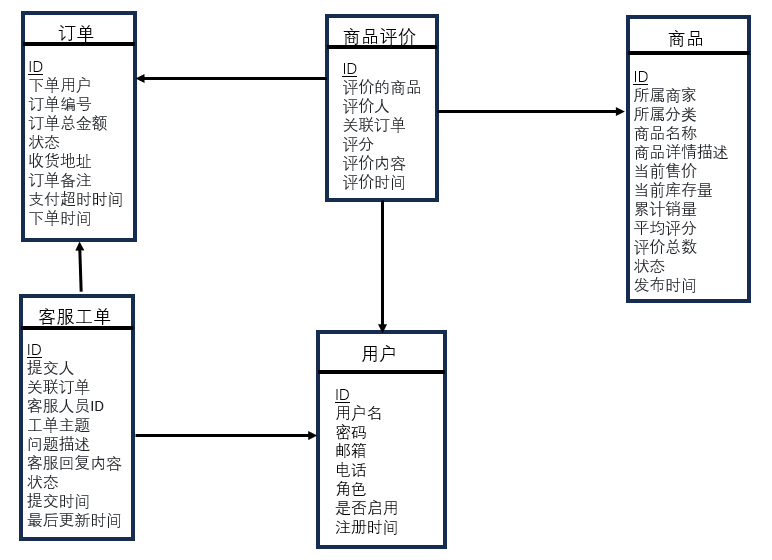 订单
ID
下单用户
订单编号
订单总金额
状态
收货地址
订单备注
支付超时时间
下单时间
商品评价
ID
评价的商品
评价人
关联订单
评分
评价内容
评价时间
商品
ID
所属商家
所属分类
商品名称
商品详情描述
当前售价
当前库存量
累计销量
平均评分
评价总数
状态
发布时间
客服工单
ID
提交人
关联订单
客服人员ID
工单主题
问题描述
客服回复内容
状态
提交时间
最后更新时间
用户
ID
用户名
密码
邮箱
电话
角色
是否启用
注册时间